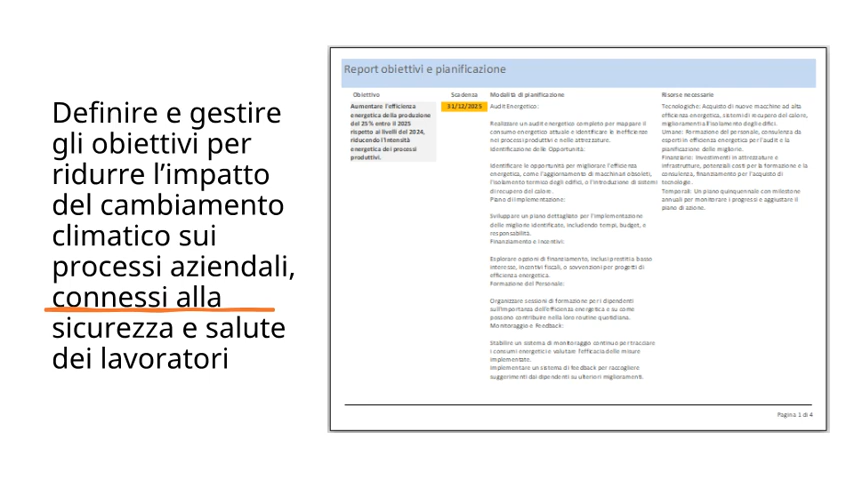 Definire e gestire
gli obiettivi per
ridurre l'impatto
del cambiamento
climatico sui
processi aziendali,
connessi alla
sicurezza e salute
dei lavoratori
Report obiettivi e pianificazione
Obiettivo
Aumentare l'efficienza
energetica della produzione
del 25% entro il 2025
rispetto ai livelli del 2024,
riducendo l'intensità
energetica dei processi
produttivi.
Scadenza
31/12/2025
Modalità di pianificazione
Audit Energetico:
Realizzare un audit energetico completo per mappare il
consumo energetico attuale e identificare le inefficienze
nei processi produttivi e nelle attrezzature.
Identificazione delle Opportunità:
Identificare le opportunità per migliorare l'efficienza
energetica, come l'aggiornamento di macchinari obsoleti,
l'isolamento termico degli edifici, o l'introduzione di sistemi
di recupero del calore.
Piano di Implementazione:
Sviluppare un piano dettagliato per l'implementazione
delle migliorie identificate, includendo tempi, budget, e
responsabilità.
Finanziamento e Incentivi:
Esplorare opzioni di finanziamento, inclusi prestiti a basso
interesse, incentivi fiscali, o sovvenzioni per progetti di
efficienza energetica.
Formazione del Personale:
Organizzare sessioni di formazione per i dipendenti
sull'importanza dell'efficienza energetica e su come
possono contribuire nella loro routine quotidiana.
Monitoraggio e Feedback:
Stabilire un sistema di monitoraggio continuo per tracciare
i consumi energetici e valutare l'efficacia delle misure
implementate.
Implementare un sistema di feedback per raccogliere
suggerimenti dai dipendenti su ulteriori miglioramenti.
Risorse necessarie
Tecnologiche: Acquisto di nuove macchine ad alta
efficienza energetica, sistemi di recupero del calore,
miglioramenti all'isolamento degli edifici.
Umane: Formazione del personale, consulenza da
esperti in efficienza energetica per l'audit e la
pianificazione delle migliorie.
Finanziarie: Investimenti in attrezzature e
infrastrutture, potenziali costi per la formazione e la
consulenza, finanziamento per l'acquisto di
tecnologie.
Temporali: Un piano quinquennale con milestone
annuali per monitorare i progressi e aggiustare il
piano di azione.
Pagina 1 di 4